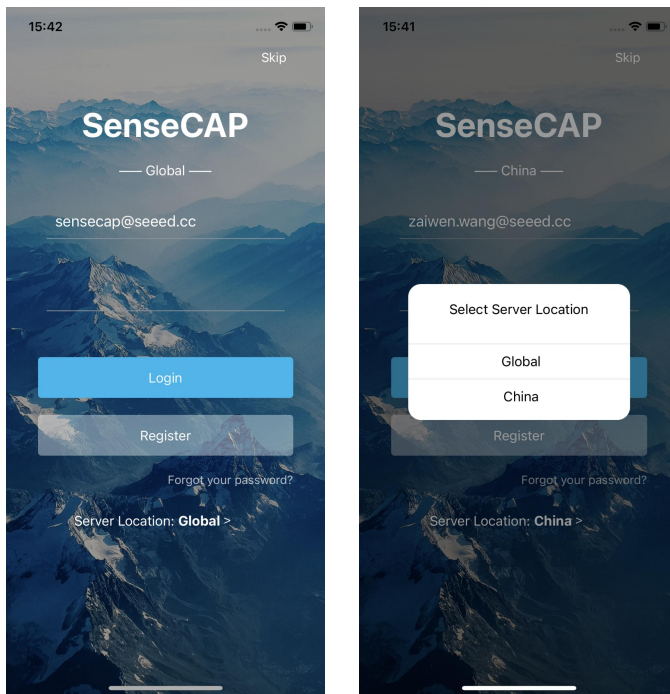 15:42
Skip
SenseCAP
Global
sensecap@seeed.cc
Login
Register
Forgot your password?
Server Location: Global >
15:41
Skip
SenseCAP
China
zaiwen.wang@seeed.cc
Select Server Location
Global
China
Register
Forgot your password?
Server Location: China >